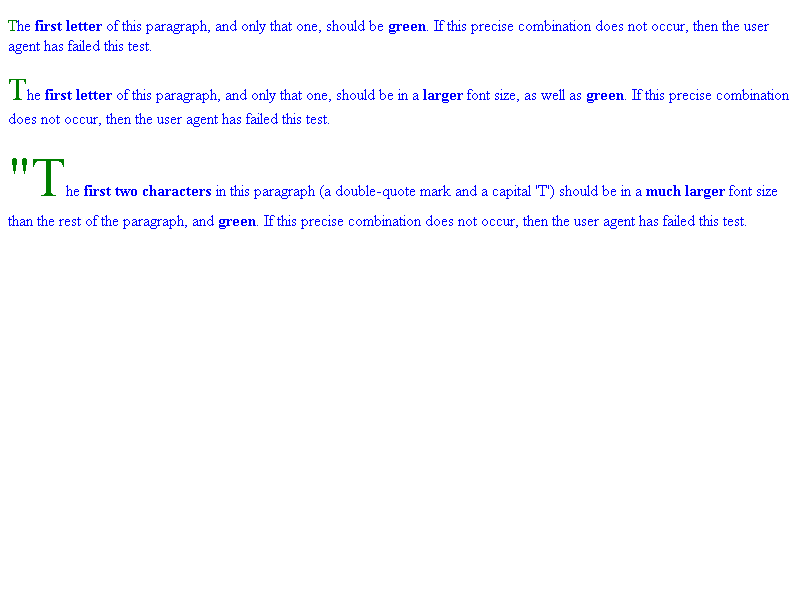 The first letter of this paragraph, and only that one, should be green. If this precise combination does not occur, then the user
agent has failed this test.
The first letter of this paragraph, and only that one, should be in a larger font size, as well as green. If this precise combination
does not occur, then the user agent has failed this test.
"The first two characters in this paragraph (a double-quote mark and a capital 'T') should be in a much larger font size
than the rest of the paragraph, and green. If this precise combination does not occur, then the user agent has failed this test.